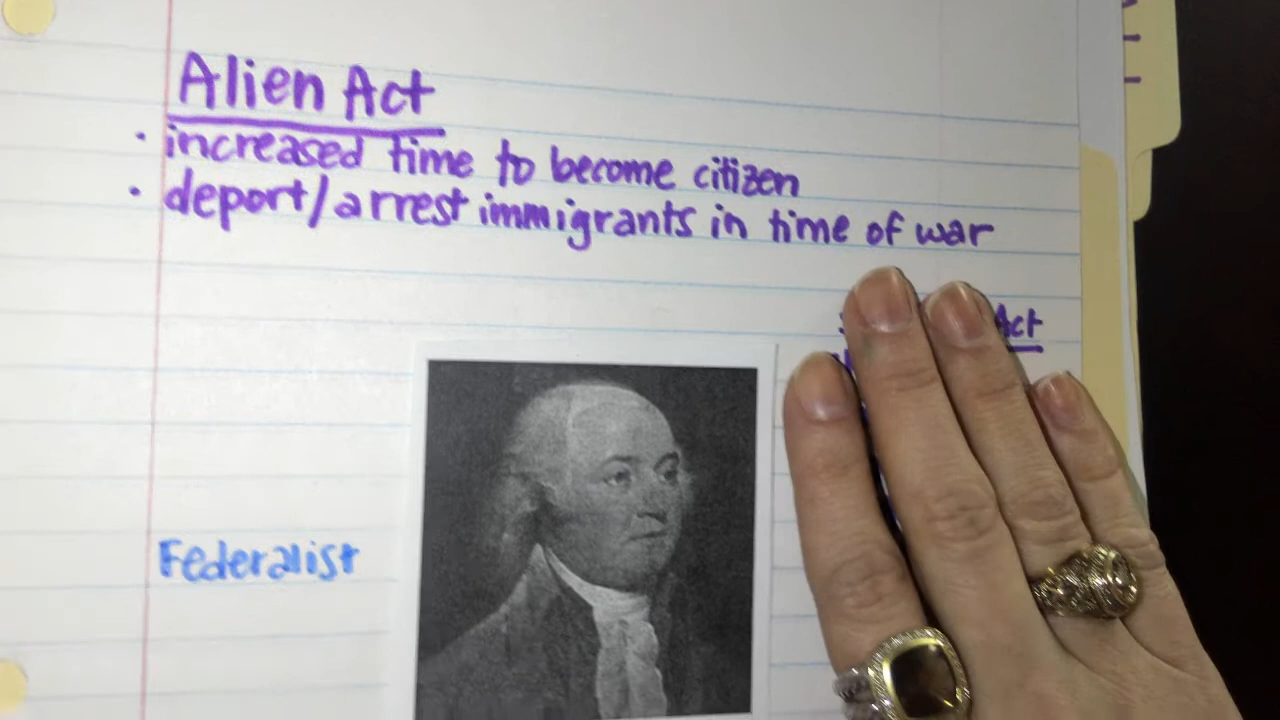 Alien Act
• increased time to become citizen
• deport/arrest immigrants in time of war
Act
Federalist